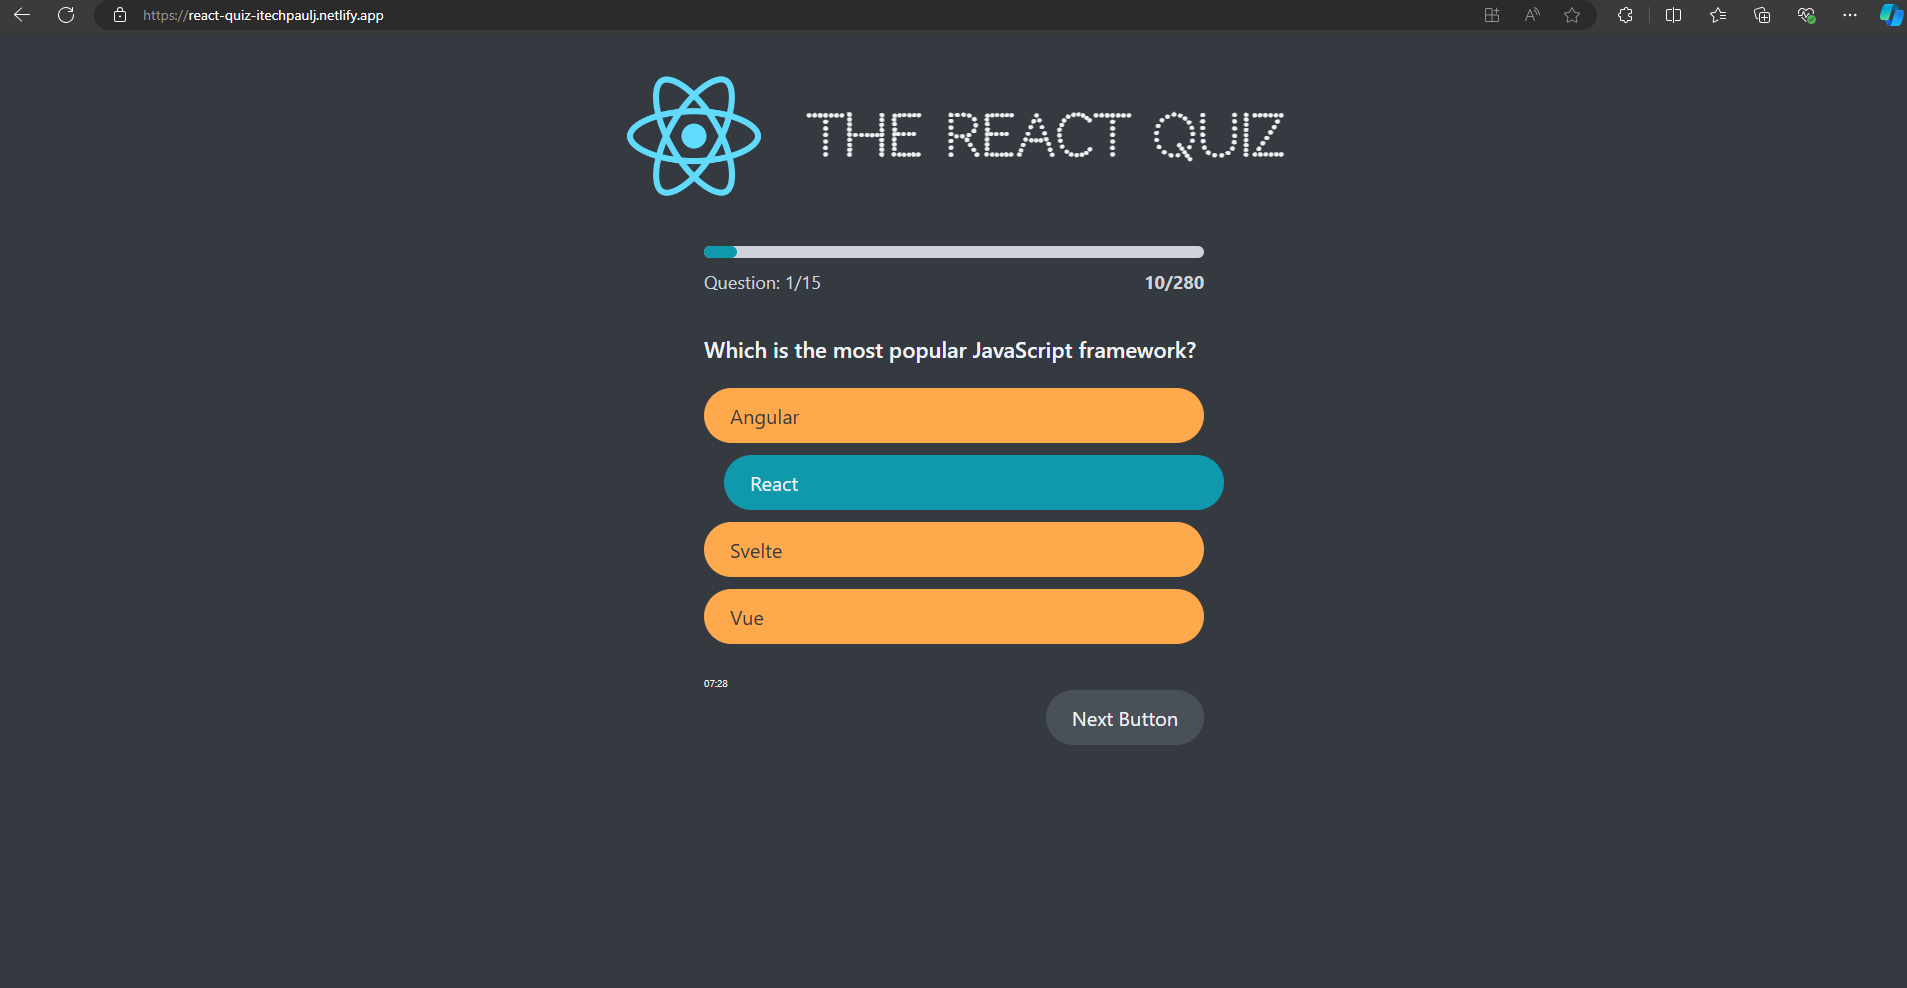 https://react-quiz-itechpaulj.netlify.app
THE REACT QUIZ
Question: 1/15
10/280
Which is the most popular JavaScript framework?
Angular
React
Svelte
Vue
07:28
Next Button